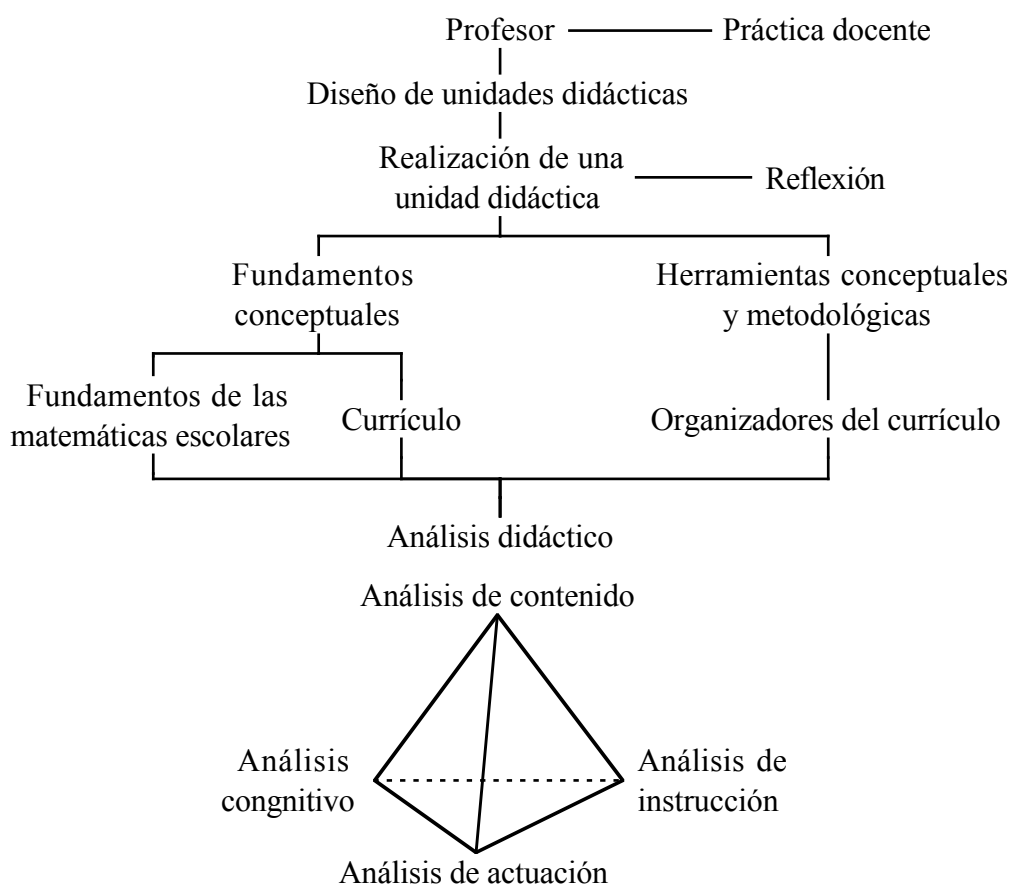 Profesor
Práctica docente
Diseño de unidades didácticas
Realización de una
unidad didáctica
Reflexión
Fundamentos
conceptuales
Herramientas conceptuales
y metodológicas
Fundamentos de las
matemáticas escolares
Currículo
Organizadores del currículo
Análisis didáctico
Análisis de contenido
Análisis
congnitivo
Análisis de
instrucción
Análisis de actuación